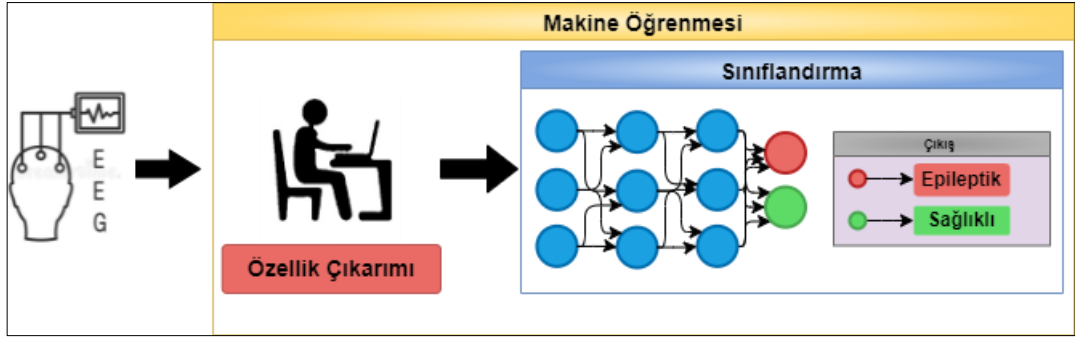 Makine Öğrenmesi
Sınıflandırma
E
E
G
Özellik Çıkarımı
Çıkış
Epileptik
Sağlıklı